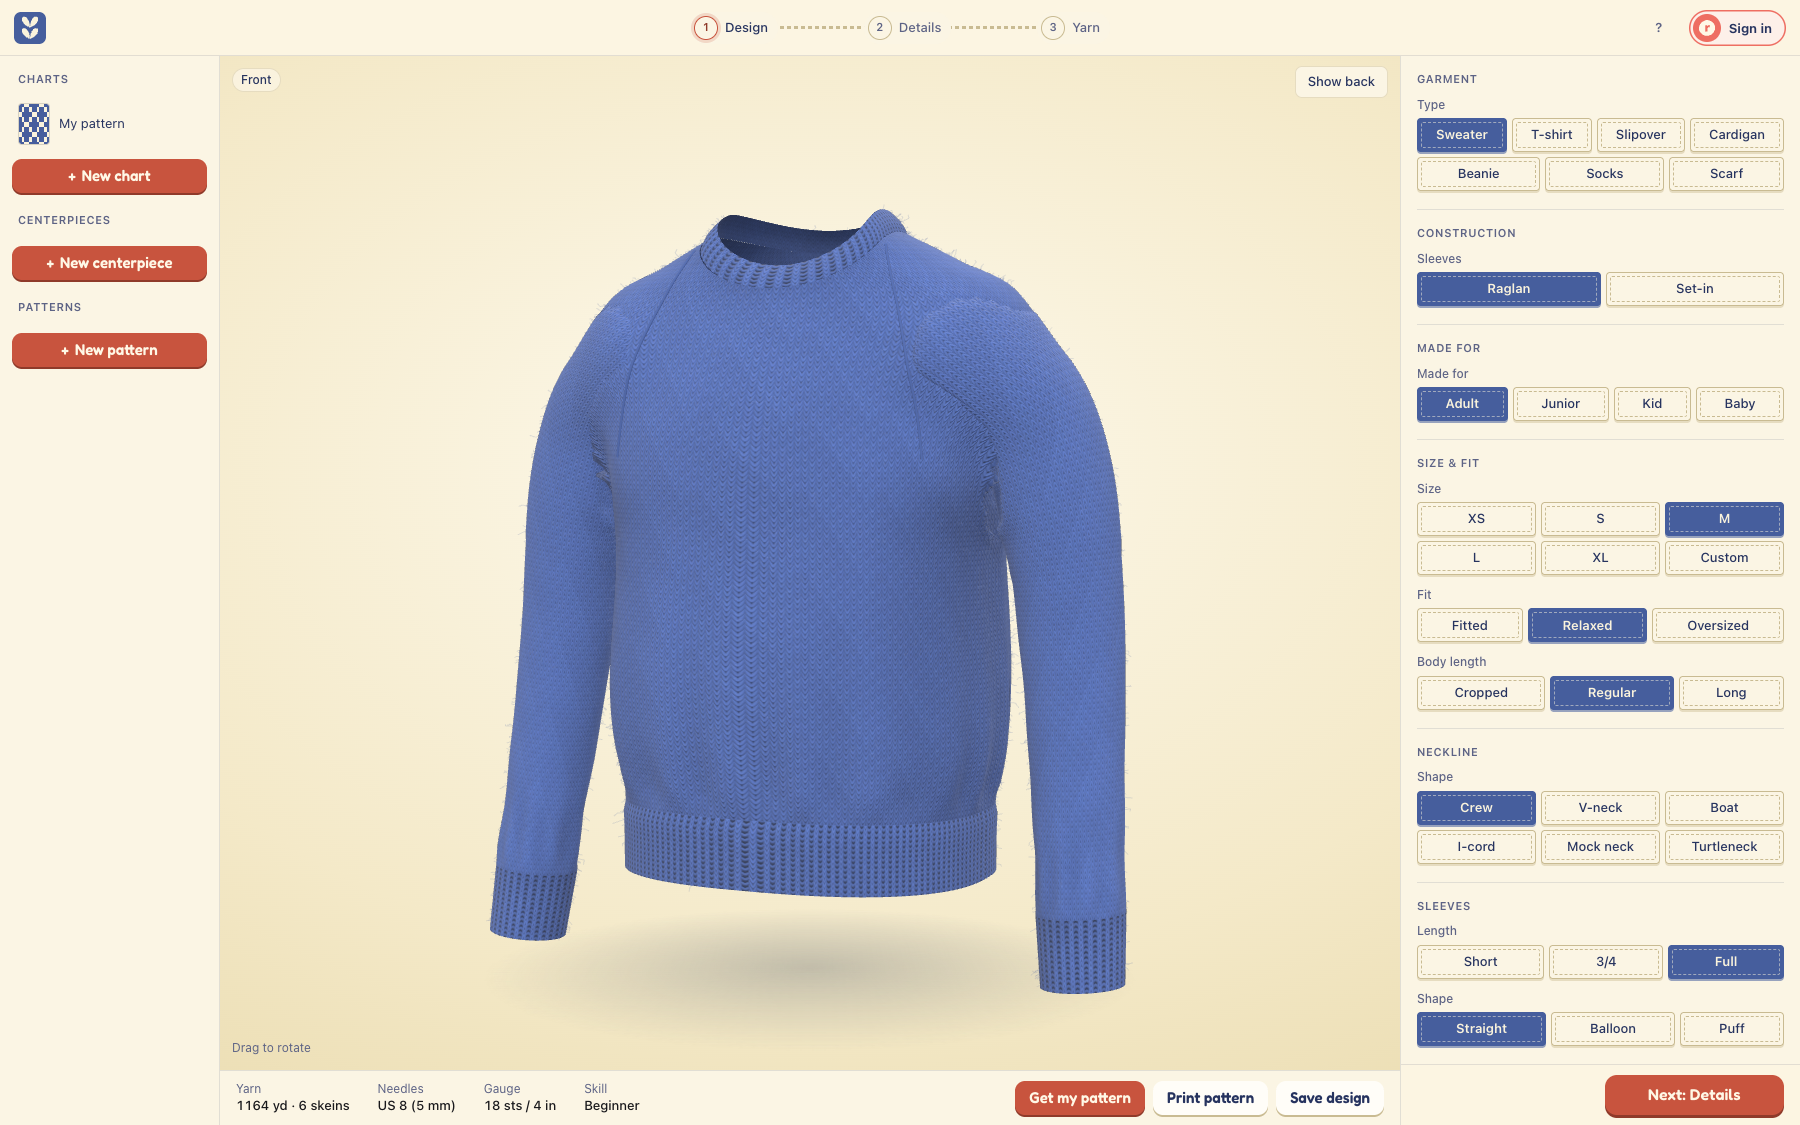 1 Design 2 Details 3 Yarn
? r Sign in
CHARTS
My pattern
+ New chart
CENTERPIECES
+ New centerpiece
PATTERNS
+ New pattern
Front
Show back
Drag to rotate
Yarn
1164 yd · 6 skeins
Needles
US 8 (5 mm)
Gauge
18 sts / 4 in
Skill
Beginner
Get my pattern
Print pattern
Save design
GARMENT
Type
Sweater T-shirt Slipover Cardigan
Beanie Socks Scarf
CONSTRUCTION
Sleeves
Raglan Set-in
MADE FOR
Made for
Adult Junior Kid Baby
SIZE & FIT
Size
XS S M
L XL Custom
Fit
Fitted Relaxed Oversized
Body length
Cropped Regular Long
NECKLINE
Shape
Crew V-neck Boat
I-cord Mock neck Turtleneck
SLEEVES
Length
Short 3/4 Full
Shape
Straight Balloon Puff
Next: Details